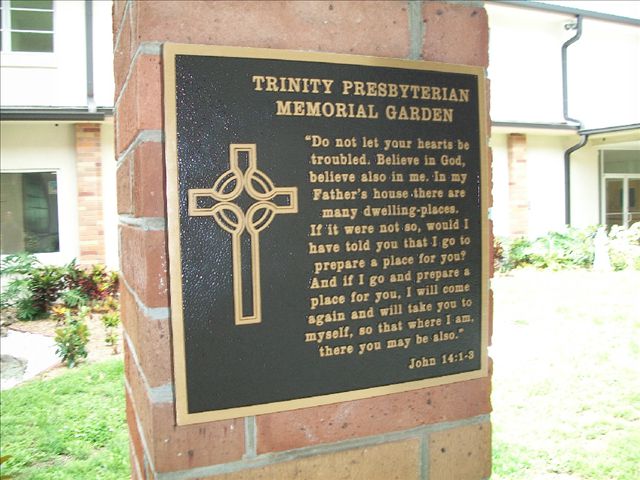 TRINITY PRESBYTERIAN
MEMORIAL GARDEN
"Do not let your hearts be
troubled. Believe in God,
believe also in me. In my
Father's house there are
many dwelling-places.
If it were not so, would I
have told you that I go to
prepare a place for you?
And if I go and prepare a
place for you, I will come
again and will take you to
myself, so that where I am,
there you may be also."
John 14:1-3